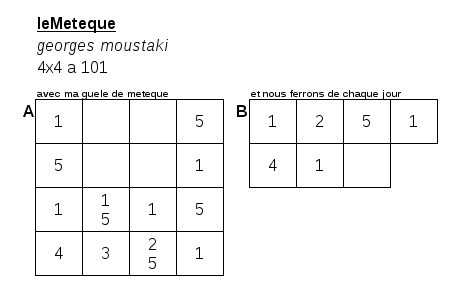 leMeteque
georges moustaki
4x4 a 101
avec ma guele de meteque
A
1 5
5 1
1 1 5 1 5
4 3 2 5 1
et nous ferrons de chaque jour
B
1 2 5 1
4 1